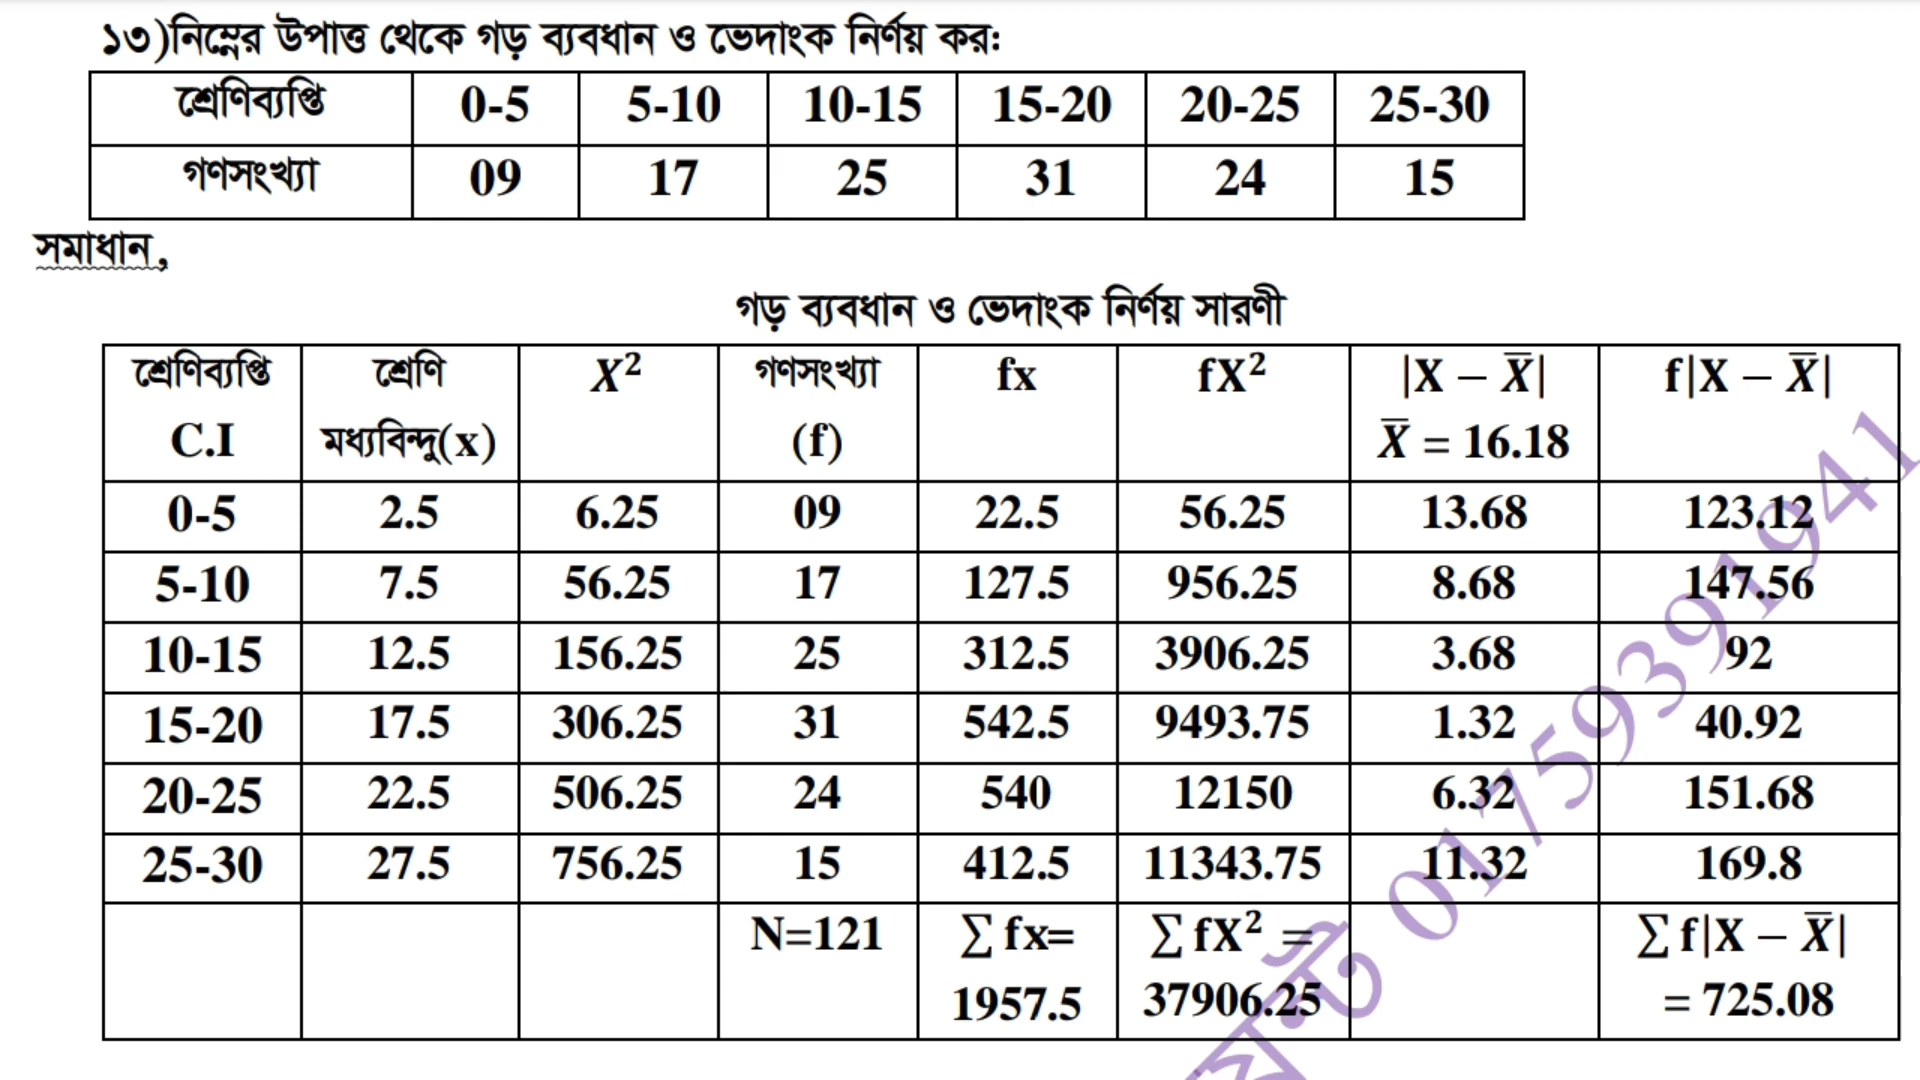 ১৩)নিম্নের উপাত্ত থেকে গড় ব্যবধান ও ভেদাংক নির্ণয় কর:
শ্রেণিব্যপ্তি 0-5 5-10 10-15 15-20 20-25 25-30
গণসংখ্যা 09 17 25 31 24 15
সমাধান,
গড় ব্যবধান ও ভেদাংক নির্ণয় সারণী
শ্রেণিব্যপ্তি C.I শ্রেণি মধ্যবিন্দু(x) X² গণসংখ্যা (f) fx fX² |X − X̅| X̅ = 16.18 f|X − X̅|
0-5 2.5 6.25 09 22.5 56.25 13.68 123.12
5-10 7.5 56.25 17 127.5 956.25 8.68 147.56
10-15 12.5 156.25 25 312.5 3906.25 3.68 92
15-20 17.5 306.25 31 542.5 9493.75 1.32 40.92
20-25 22.5 506.25 24 540 12150 6.32 151.68
25-30 27.5 756.25 15 412.5 11343.75 11.32 169.8
N=121 ∑ fx= 1957.5 ∑ fX² = 37906.25 ∑ f|X − X̅| = 725.08
01759391941